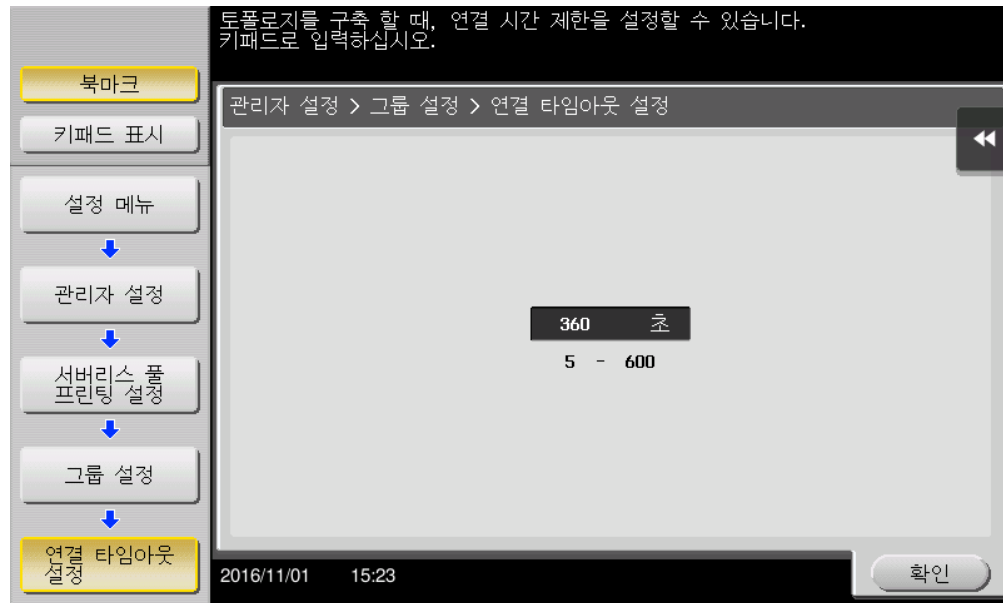 토폴로지를 구축 할 때, 연결 시간 제한을 설정할 수 있습니다.
키패드로 입력하십시오.
북마크
키패드 표시
설정 메뉴
관리자 설정
서버리스 풀
프린팅 설정
그룹 설정
연결 타임아웃
설정
관리자 설정 > 그룹 설정 > 연결 타임아웃 설정
360 초
5 - 600
2016/11/01 15:23
확인